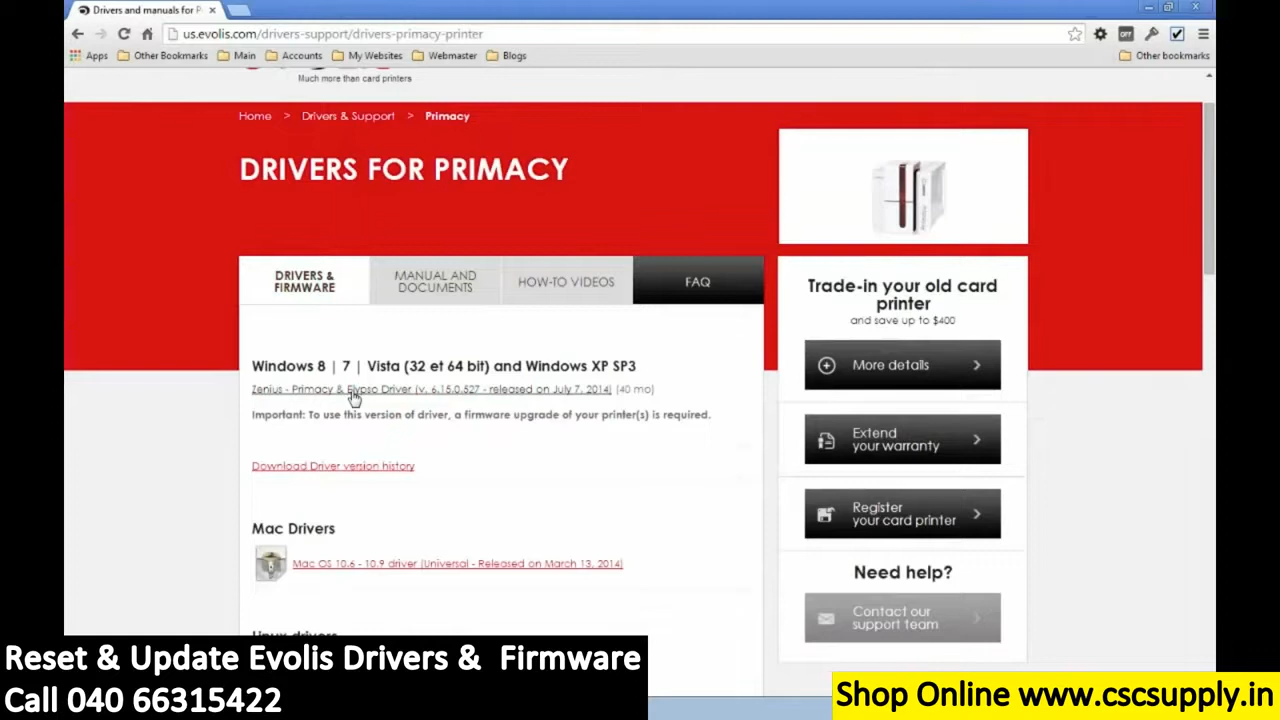 Drivers and manuals for P
us.evolis.com/drivers-support/drivers-primacy-printer
OFF
Apps Other Bookmarks Main Accounts My Websites Webmaster Blogs Other bookmarks
Much more than card printers
Home > Drivers & Support > Primacy
DRIVERS FOR PRIMACY
DRIVERS & FIRMWARE
MANUAL AND DOCUMENTS
HOW-TO VIDEOS
FAQ
Windows 8 | 7 | Vista (32 et 64 bit) and Windows XP SP3
Zenius - Primacy & Elypso Driver (v. 6.15.0.527 - released on July 7, 2014) (40 mo)
Important: To use this version of driver, a firmware upgrade of your printer(s) is required.
Download Driver version history
Mac Drivers
Mac OS 10.6 - 10.9 driver (Universal - Released on March 13, 2014)
Linux drivers
Trade-in your old card
printer
and save up to $400
More details
Extend
your warranty
Register
your card printer
Need help?
Contact our
support team
Reset & Update Evolis Drivers & Firmware
Call 040 66315422
Shop Online www.cscsupply.in